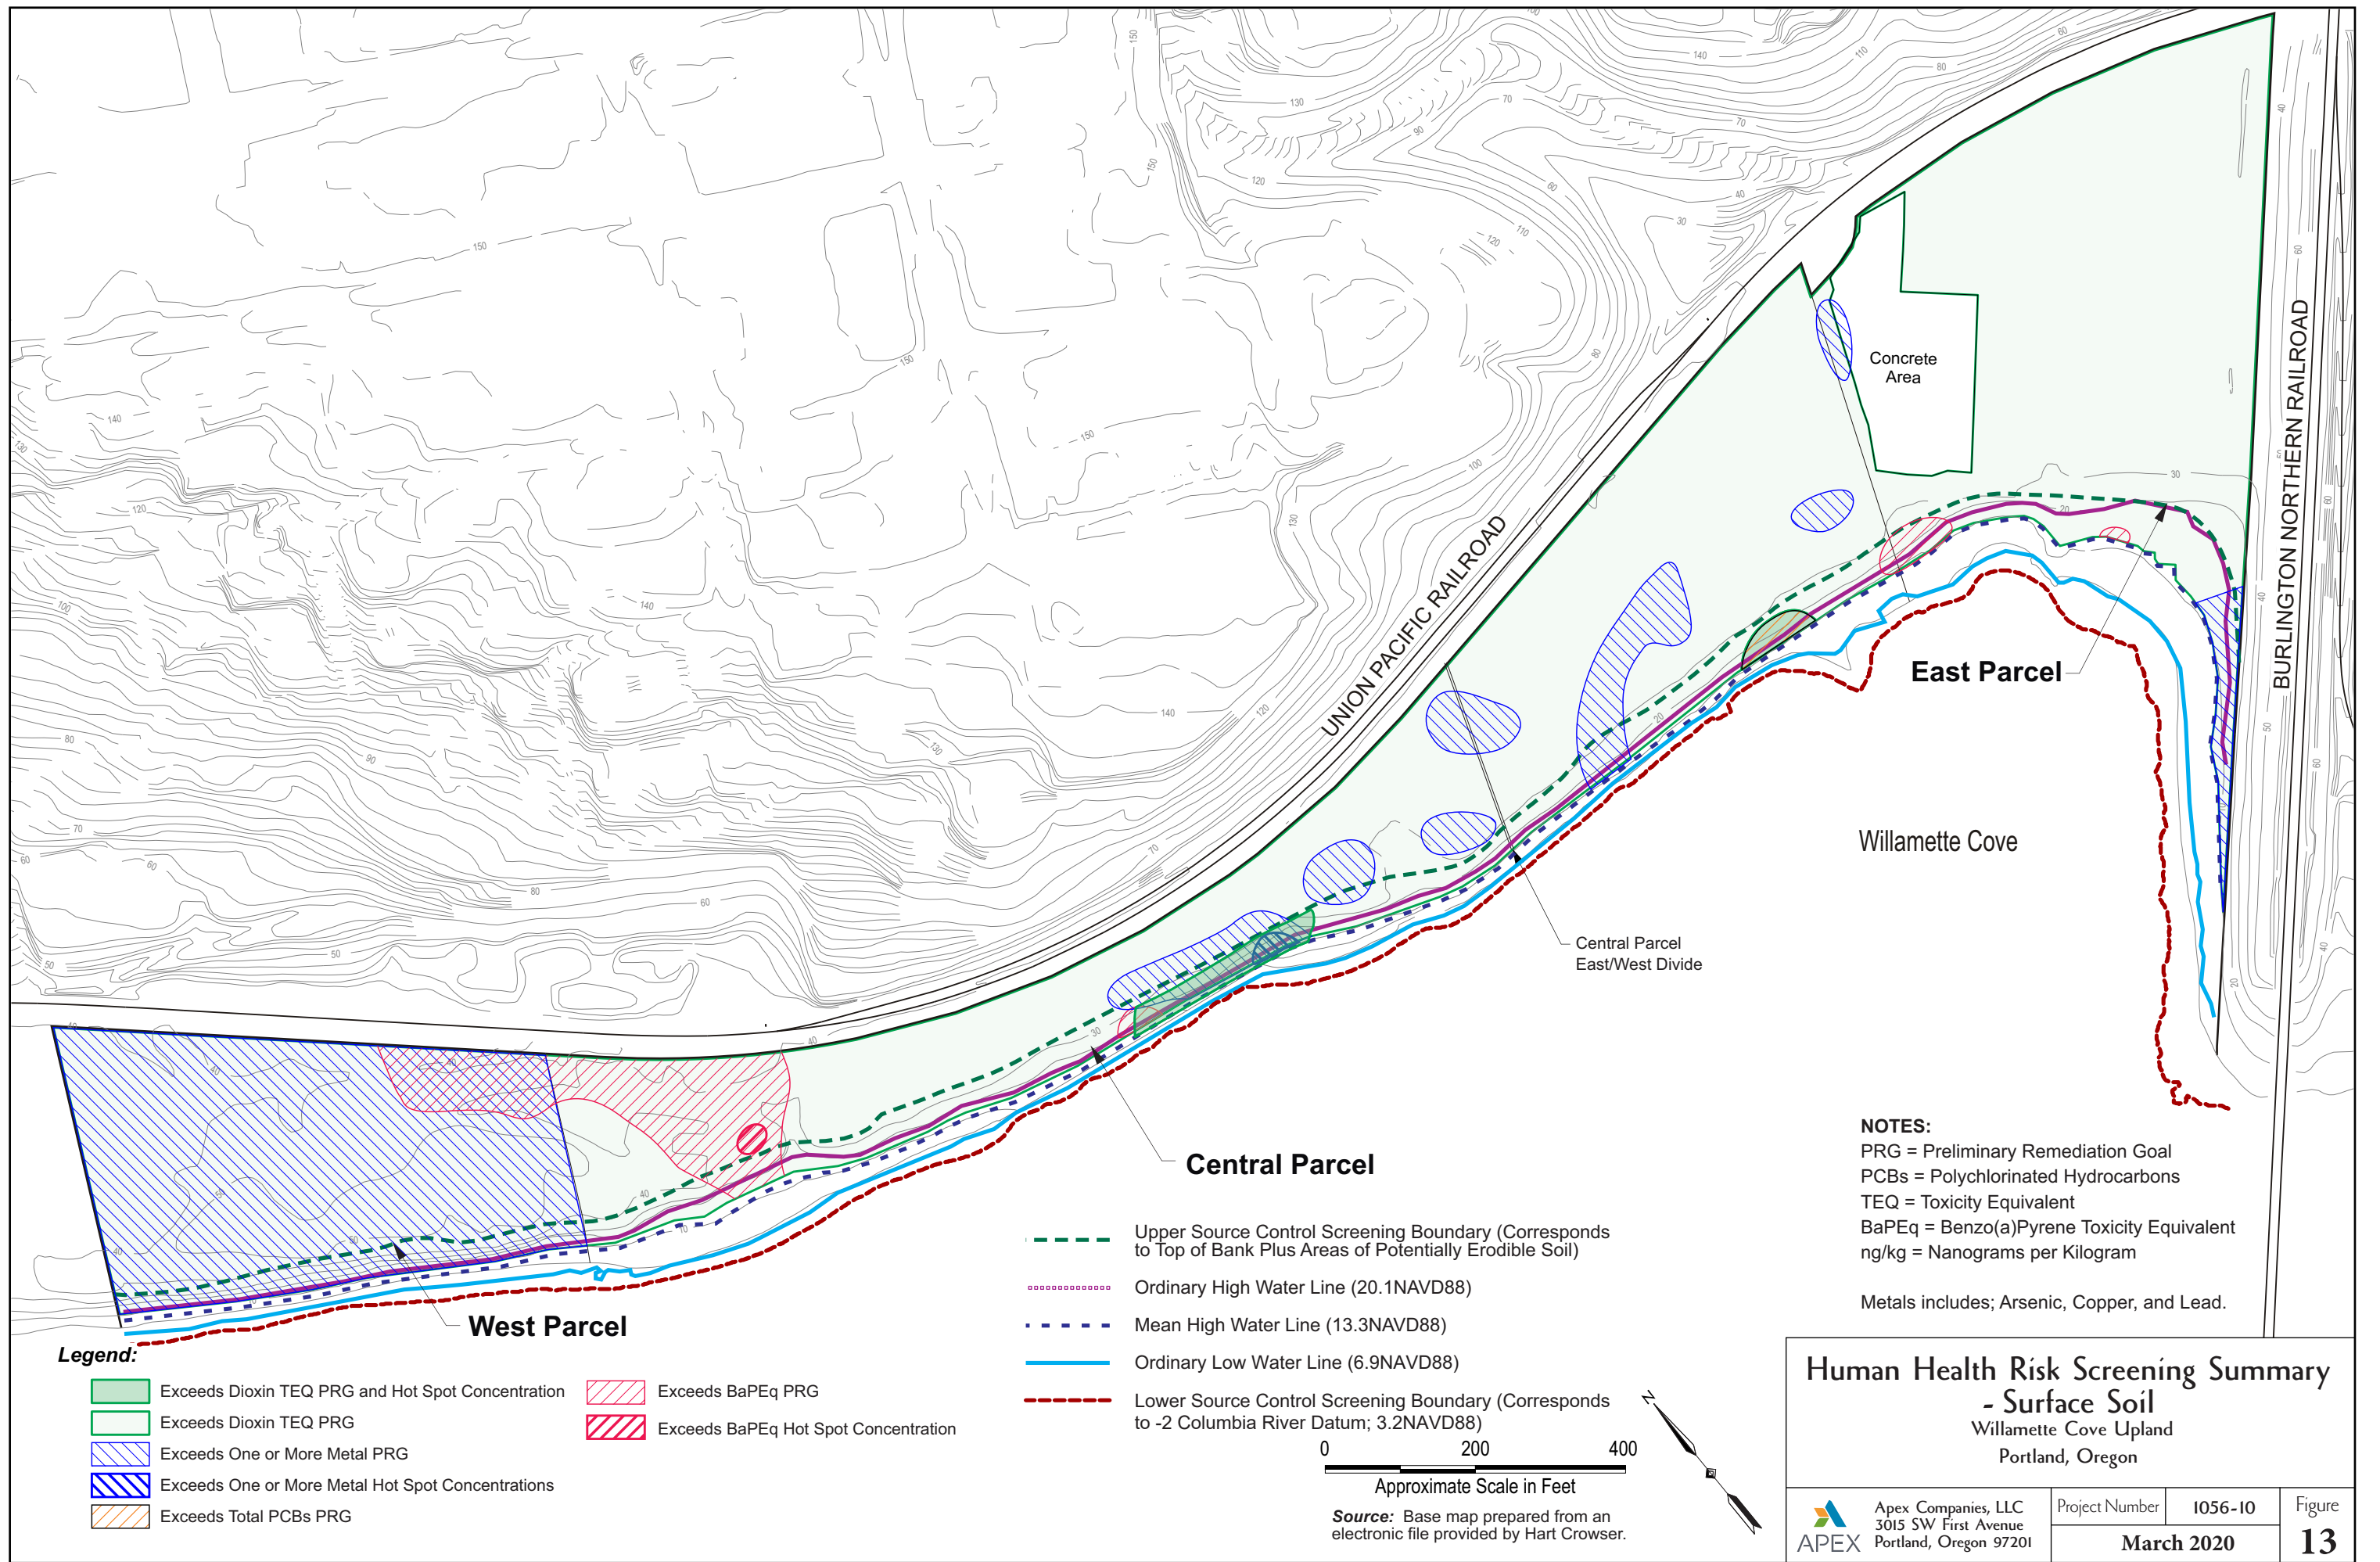 UNION PACIFIC RAILROAD
BURLINGTON NORTHERN RAILROAD
Concrete
Area
East Parcel
Willamette Cove
Central Parcel
East/West Divide
Central Parcel
West Parcel
NOTES:
PRG = Preliminary Remediation Goal
PCBs = Polychlorinated Hydrocarbons
TEQ = Toxicity Equivalent
BaPEq = Benzo(a)Pyrene Toxicity Equivalent
ng/kg = Nanograms per Kilogram
Metals includes; Arsenic, Copper, and Lead.
Legend:
Exceeds Dioxin TEQ PRG and Hot Spot Concentration
Exceeds Dioxin TEQ PRG
Exceeds One or More Metal PRG
Exceeds One or More Metal Hot Spot Concentrations
Exceeds Total PCBs PRG
Exceeds BaPEq PRG
Exceeds BaPEq Hot Spot Concentration
Upper Source Control Screening Boundary (Corresponds
to Top of Bank Plus Areas of Potentially Erodible Soil)
Ordinary High Water Line (20.1NAVD88)
Mean High Water Line (13.3NAVD88)
Ordinary Low Water Line (6.9NAVD88)
Lower Source Control Screening Boundary (Corresponds
to -2 Columbia River Datum; 3.2NAVD88)
0 200 400
Approximate Scale in Feet
Source: Base map prepared from an
electronic file provided by Hart Crowser.
N
Human Health Risk Screening Summary
- Surface Soil
Willamette Cove Upland
Portland, Oregon
APEX
Apex Companies, LLC
3015 SW First Avenue
Portland, Oregon 97201
Project Number 1056-10
March 2020
Figure
13